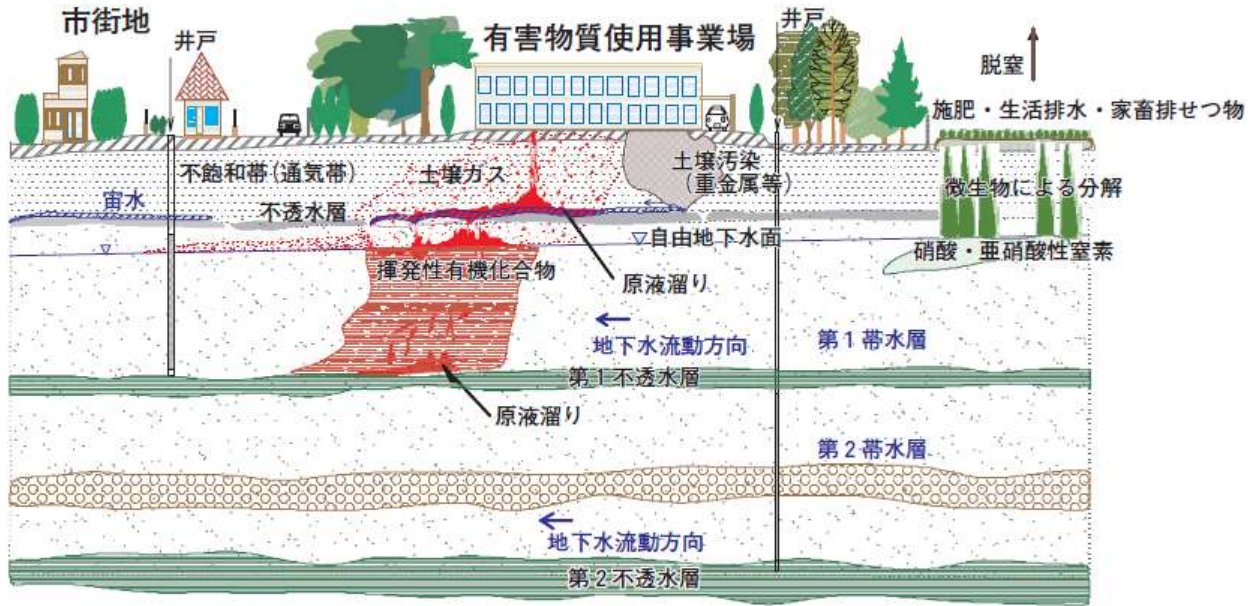 市街地
井戸
有害物質使用事業場
井戸
脱窒
施肥・生活排水・家畜排せつ物
不飽和帯(通気帯)
土壌ガス
土壌汚染
(重金属等)
微生物による分解
宙水
不透水層
▽
▽自由地下水面
硝酸・亜硝酸性窒素
揮発性有機化合物
原液溜り
地下水流動方向
第1帯水層
第1不透水層
原液溜り
第2帯水層
地下水流動方向
第2不透水層